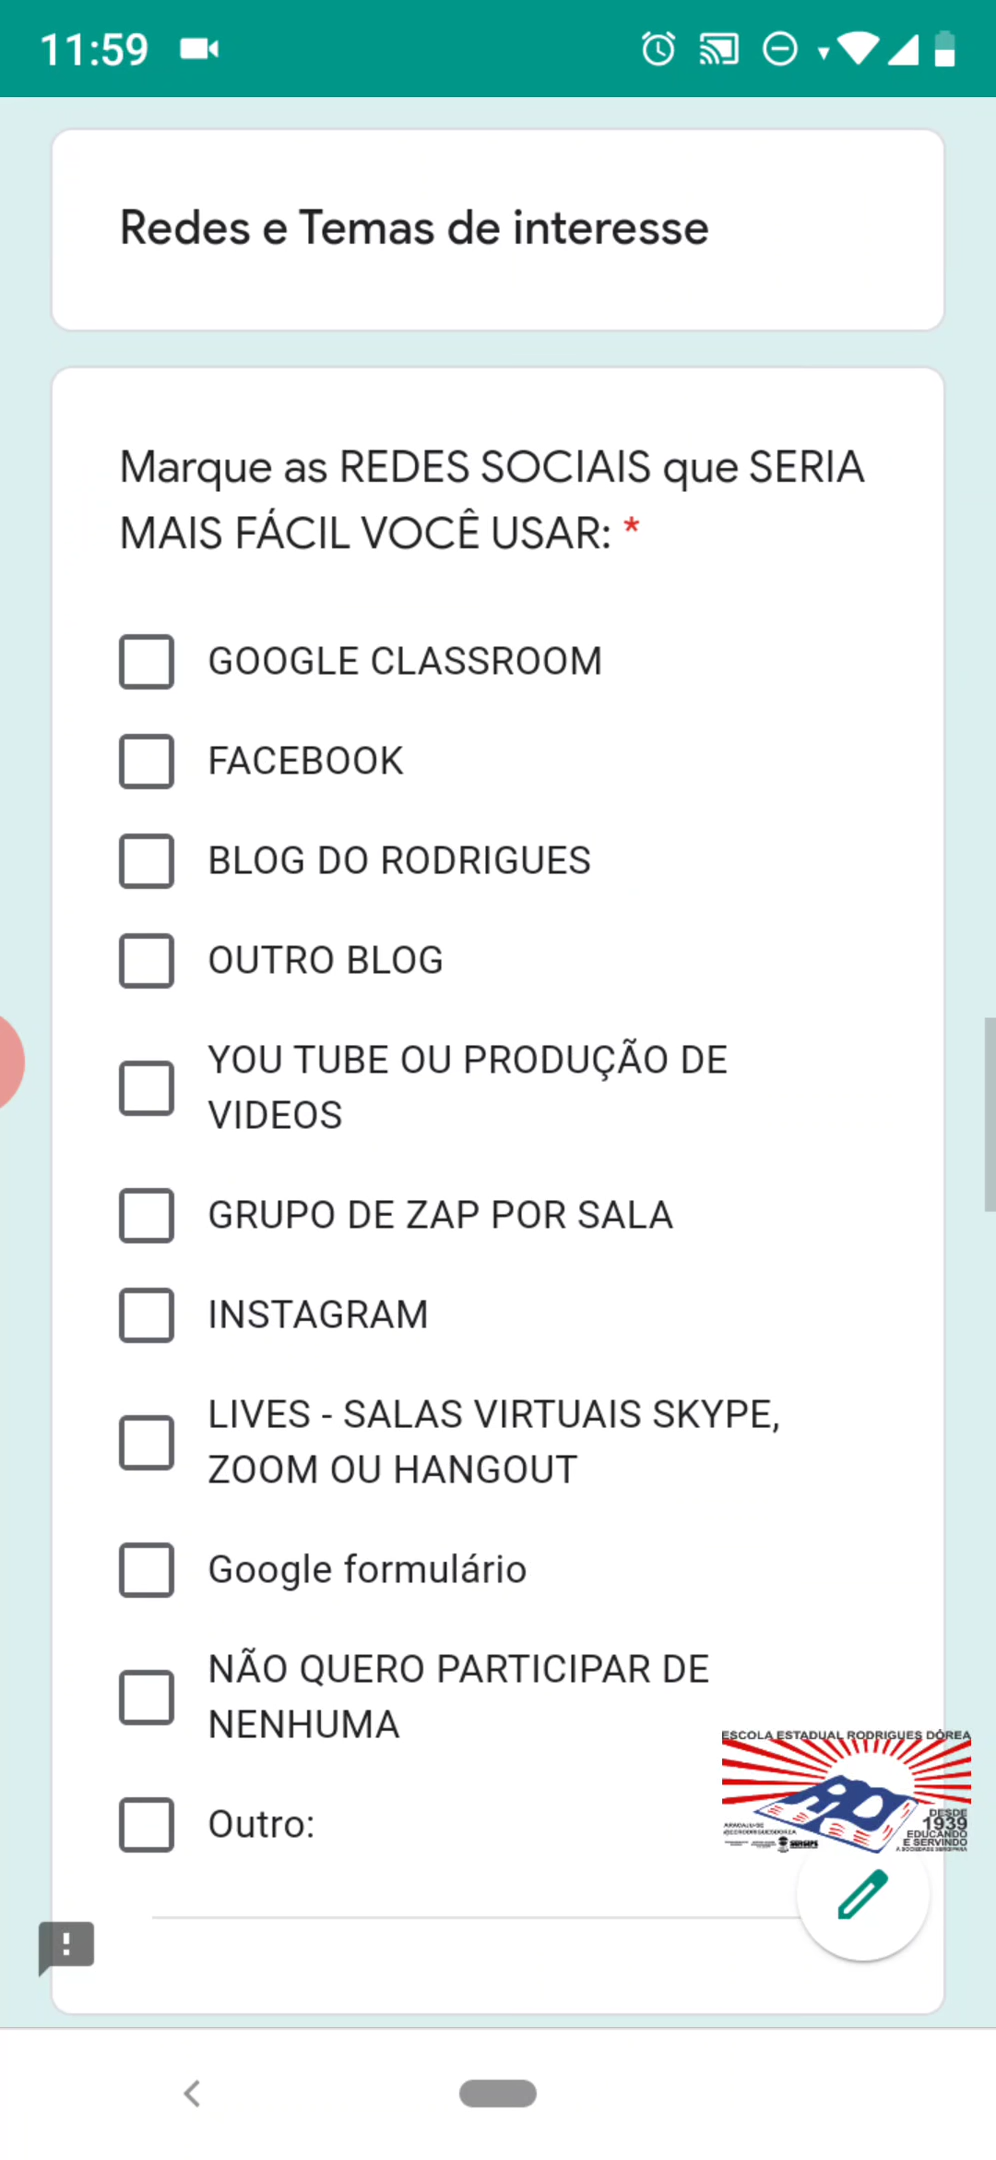 11:59
Redes e Temas de interesse
Marque as REDES SOCIAIS que SERIA
MAIS FÁCIL VOCÊ USAR: *
GOOGLE CLASSROOM
FACEBOOK
BLOG DO RODRIGUES
OUTRO BLOG
YOU TUBE OU PRODUÇÃO DE
VIDEOS
GRUPO DE ZAP POR SALA
INSTAGRAM
LIVES - SALAS VIRTUAIS SKYPE,
ZOOM OU HANGOUT
Google formulário
NÃO QUERO PARTICIPAR DE
NENHUMA
Outro:
ESCOLA ESTADUAL RODRIGUES DÓREA
RD
DESDE
1939
EDUCANDO
E SERVINDO
A SOCIEDADE SERGIPANA